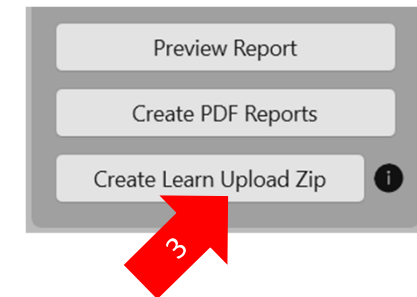 Preview Report
Create PDF Reports
Create Learn Upload Zip
i
3